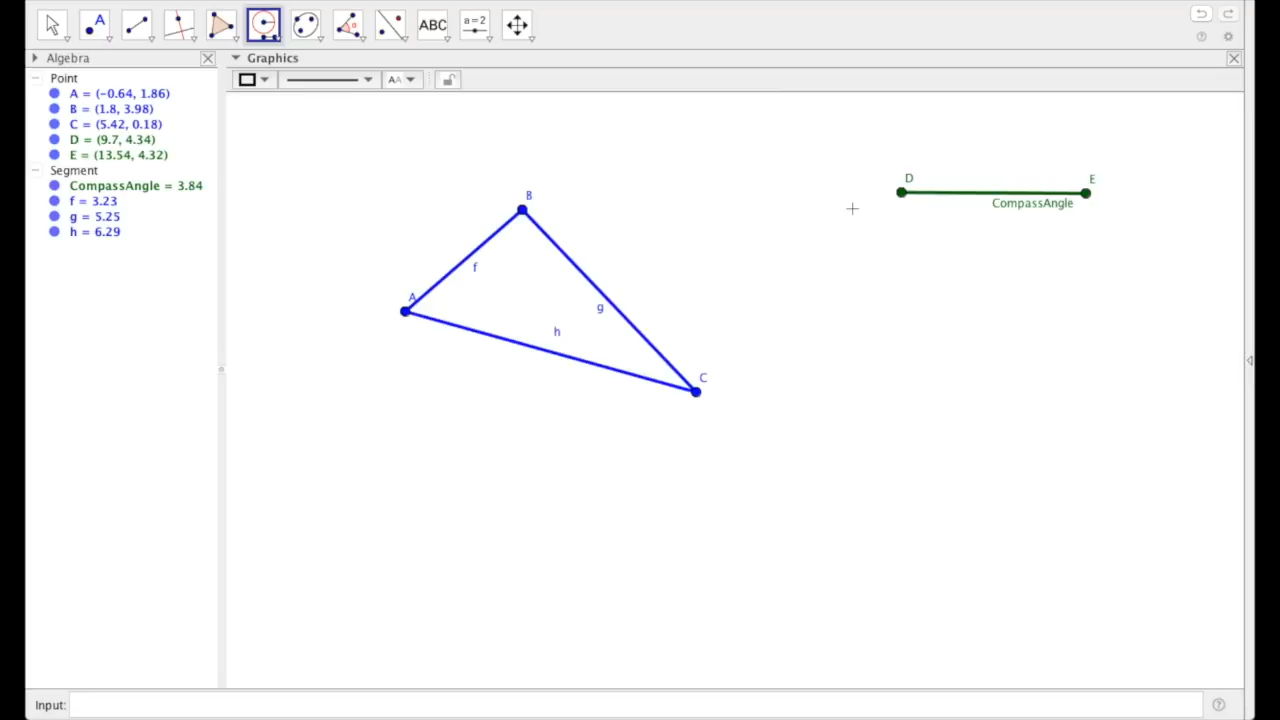 A
α
ABC
a=2
Algebra
Graphics
AA
Point
A = (−0.64, 1.86)
B = (1.8, 3.98)
C = (5.42, 0.18)
D = (9.7, 4.34)
E = (13.54, 4.32)
Segment
CompassAngle = 3.84
f = 3.23
g = 5.25
h = 6.29
D
E
CompassAngle
B
f
A
g
h
C
Input: